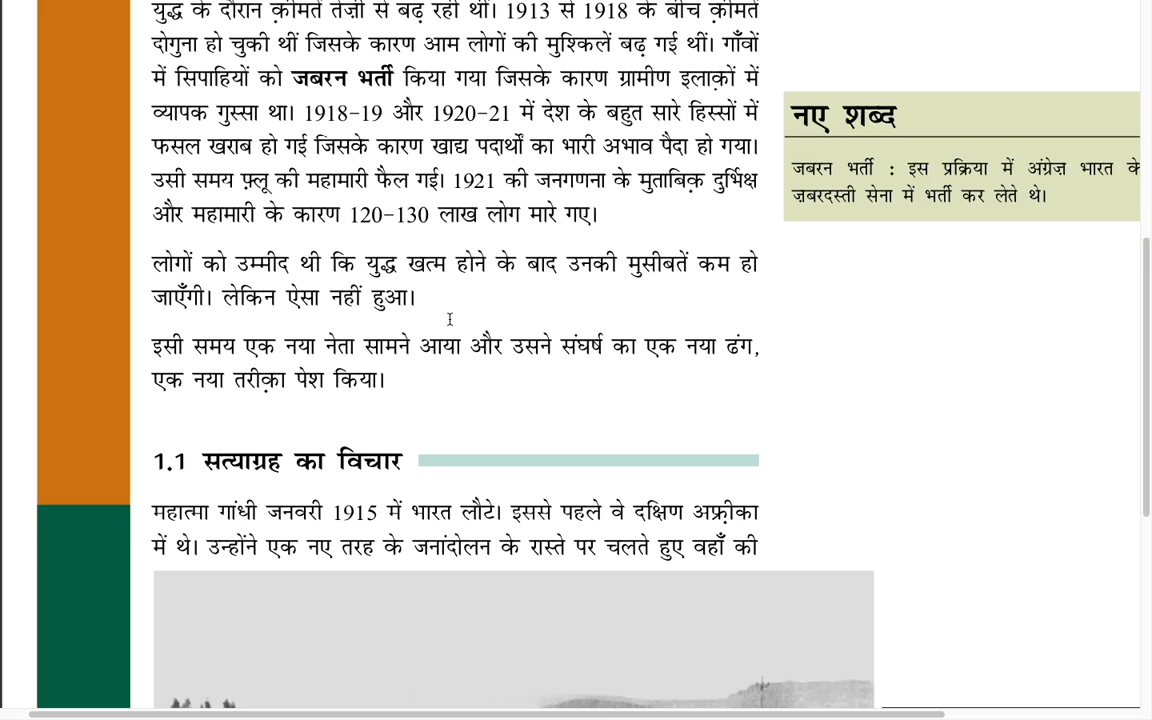 युद्ध के दौरान क़ीमतें तेज़ी से बढ़ रही थीं। 1913 से 1918 के बीच क़ीमतें
दोगुना हो चुकी थीं जिसके कारण आम लोगों की मुश्किलें बढ़ गई थीं। गाँवों
में सिपाहियों को जबरन भर्ती किया गया जिसके कारण ग्रामीण इलाक़ों में
व्यापक गुस्सा था। 1918-19 और 1920-21 में देश के बहुत सारे हिस्सों में
फसल खराब हो गई जिसके कारण खाद्य पदार्थों का भारी अभाव पैदा हो गया।
उसी समय फ़्लू की महामारी फैल गई। 1921 की जनगणना के मुताबिक़ दुर्भिक्ष
और महामारी के कारण 120-130 लाख लोग मारे गए।
लोगों को उम्मीद थी कि युद्ध खत्म होने के बाद उनकी मुसीबतें कम हो
जाएँगी। लेकिन ऐसा नहीं हुआ।
इसी समय एक नया नेता सामने आया और उसने संघर्ष का एक नया ढंग,
एक नया तरीक़ा पेश किया।
1.1 सत्याग्रह का विचार
महात्मा गांधी जनवरी 1915 में भारत लौटे। इससे पहले वे दक्षिण अफ़्रीका
में थे। उन्होंने एक नए तरह के जनांदोलन के रास्ते पर चलते हुए वहाँ की
नए शब्द
जबरन भर्ती : इस प्रक्रिया में अंग्रेज़ भारत के
ज़बरदस्ती सेना में भर्ती कर लेते थे।